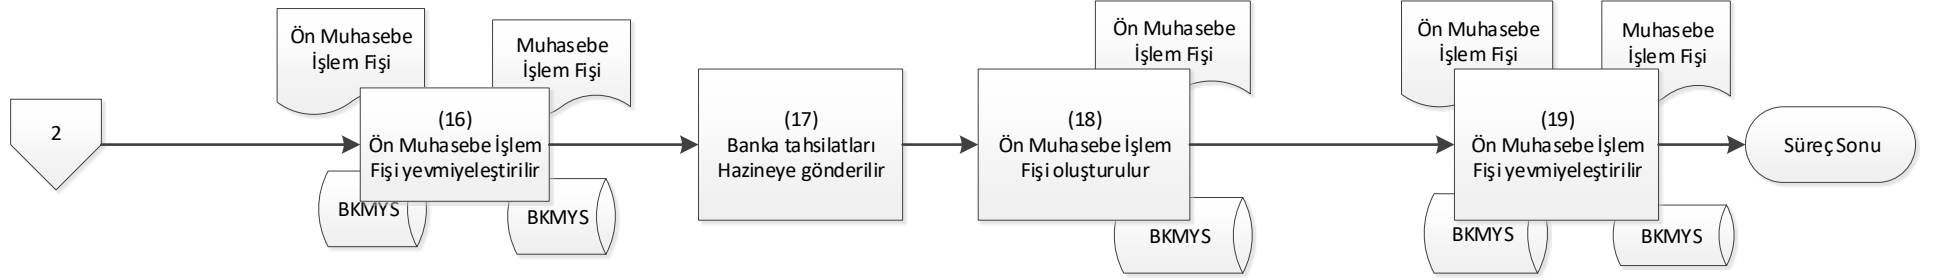 2
Ön Muhasebe
İşlem Fişi
Muhasebe
İşlem Fişi
(16)
Ön Muhasebe İşlem
Fişi yevmiyeleştirilir
BKMYS
BKMYS
(17)
Banka tahsilatları
Hazineye gönderilir
Ön Muhasebe
İşlem Fişi
(18)
Ön Muhasebe İşlem
Fişi oluşturulur
BKMYS
Ön Muhasebe
İşlem Fişi
Muhasebe
İşlem Fişi
(19)
Ön Muhasebe İşlem
Fişi yevmiyeleştirilir
BKMYS
BKMYS
Süreç Sonu